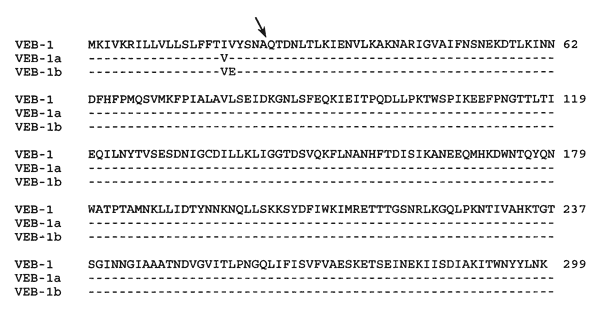 VEB-1 MKIVKRILLVLLSLFFTIVYSNAQTDNLTLKIENVLKAKNARIGVAIFNSNEKDTLKINN 62
VEB-1a -----------------V------------------------------------------
VEB-1b -----------------VE-----------------------------------------
VEB-1 DFHFPMQSVMKFPIALAVLSEIDKGNLSFEQKIEITPQDLLPKTWSPIKEEFPNGTTLTI 119
VEB-1a ------------------------------------------------------------
VEB-1b ------------------------------------------------------------
VEB-1 EQILNYTVSESDNIGCDILLKLIGGTDSVQKFLNANHFTDISIKANEEQMHKDWNTQYQN 179
VEB-1a ------------------------------------------------------------
VEB-1b ------------------------------------------------------------
VEB-1 WATPTAMNKLLIDTYNNKNQLLSKKSYDFIWKIMRETTTGSNRLKGQLPKNTIVAHKTGT 237
VEB-1a ------------------------------------------------------------
VEB-1b ------------------------------------------------------------
VEB-1 SGINNGIAAATNDVGVITLPNGQLIFISVFVAESKETSEINEKIISDIAKITWNYYLNK 299
VEB-1a ------------------------------------------------------------
VEB-1b ------------------------------------------------------------